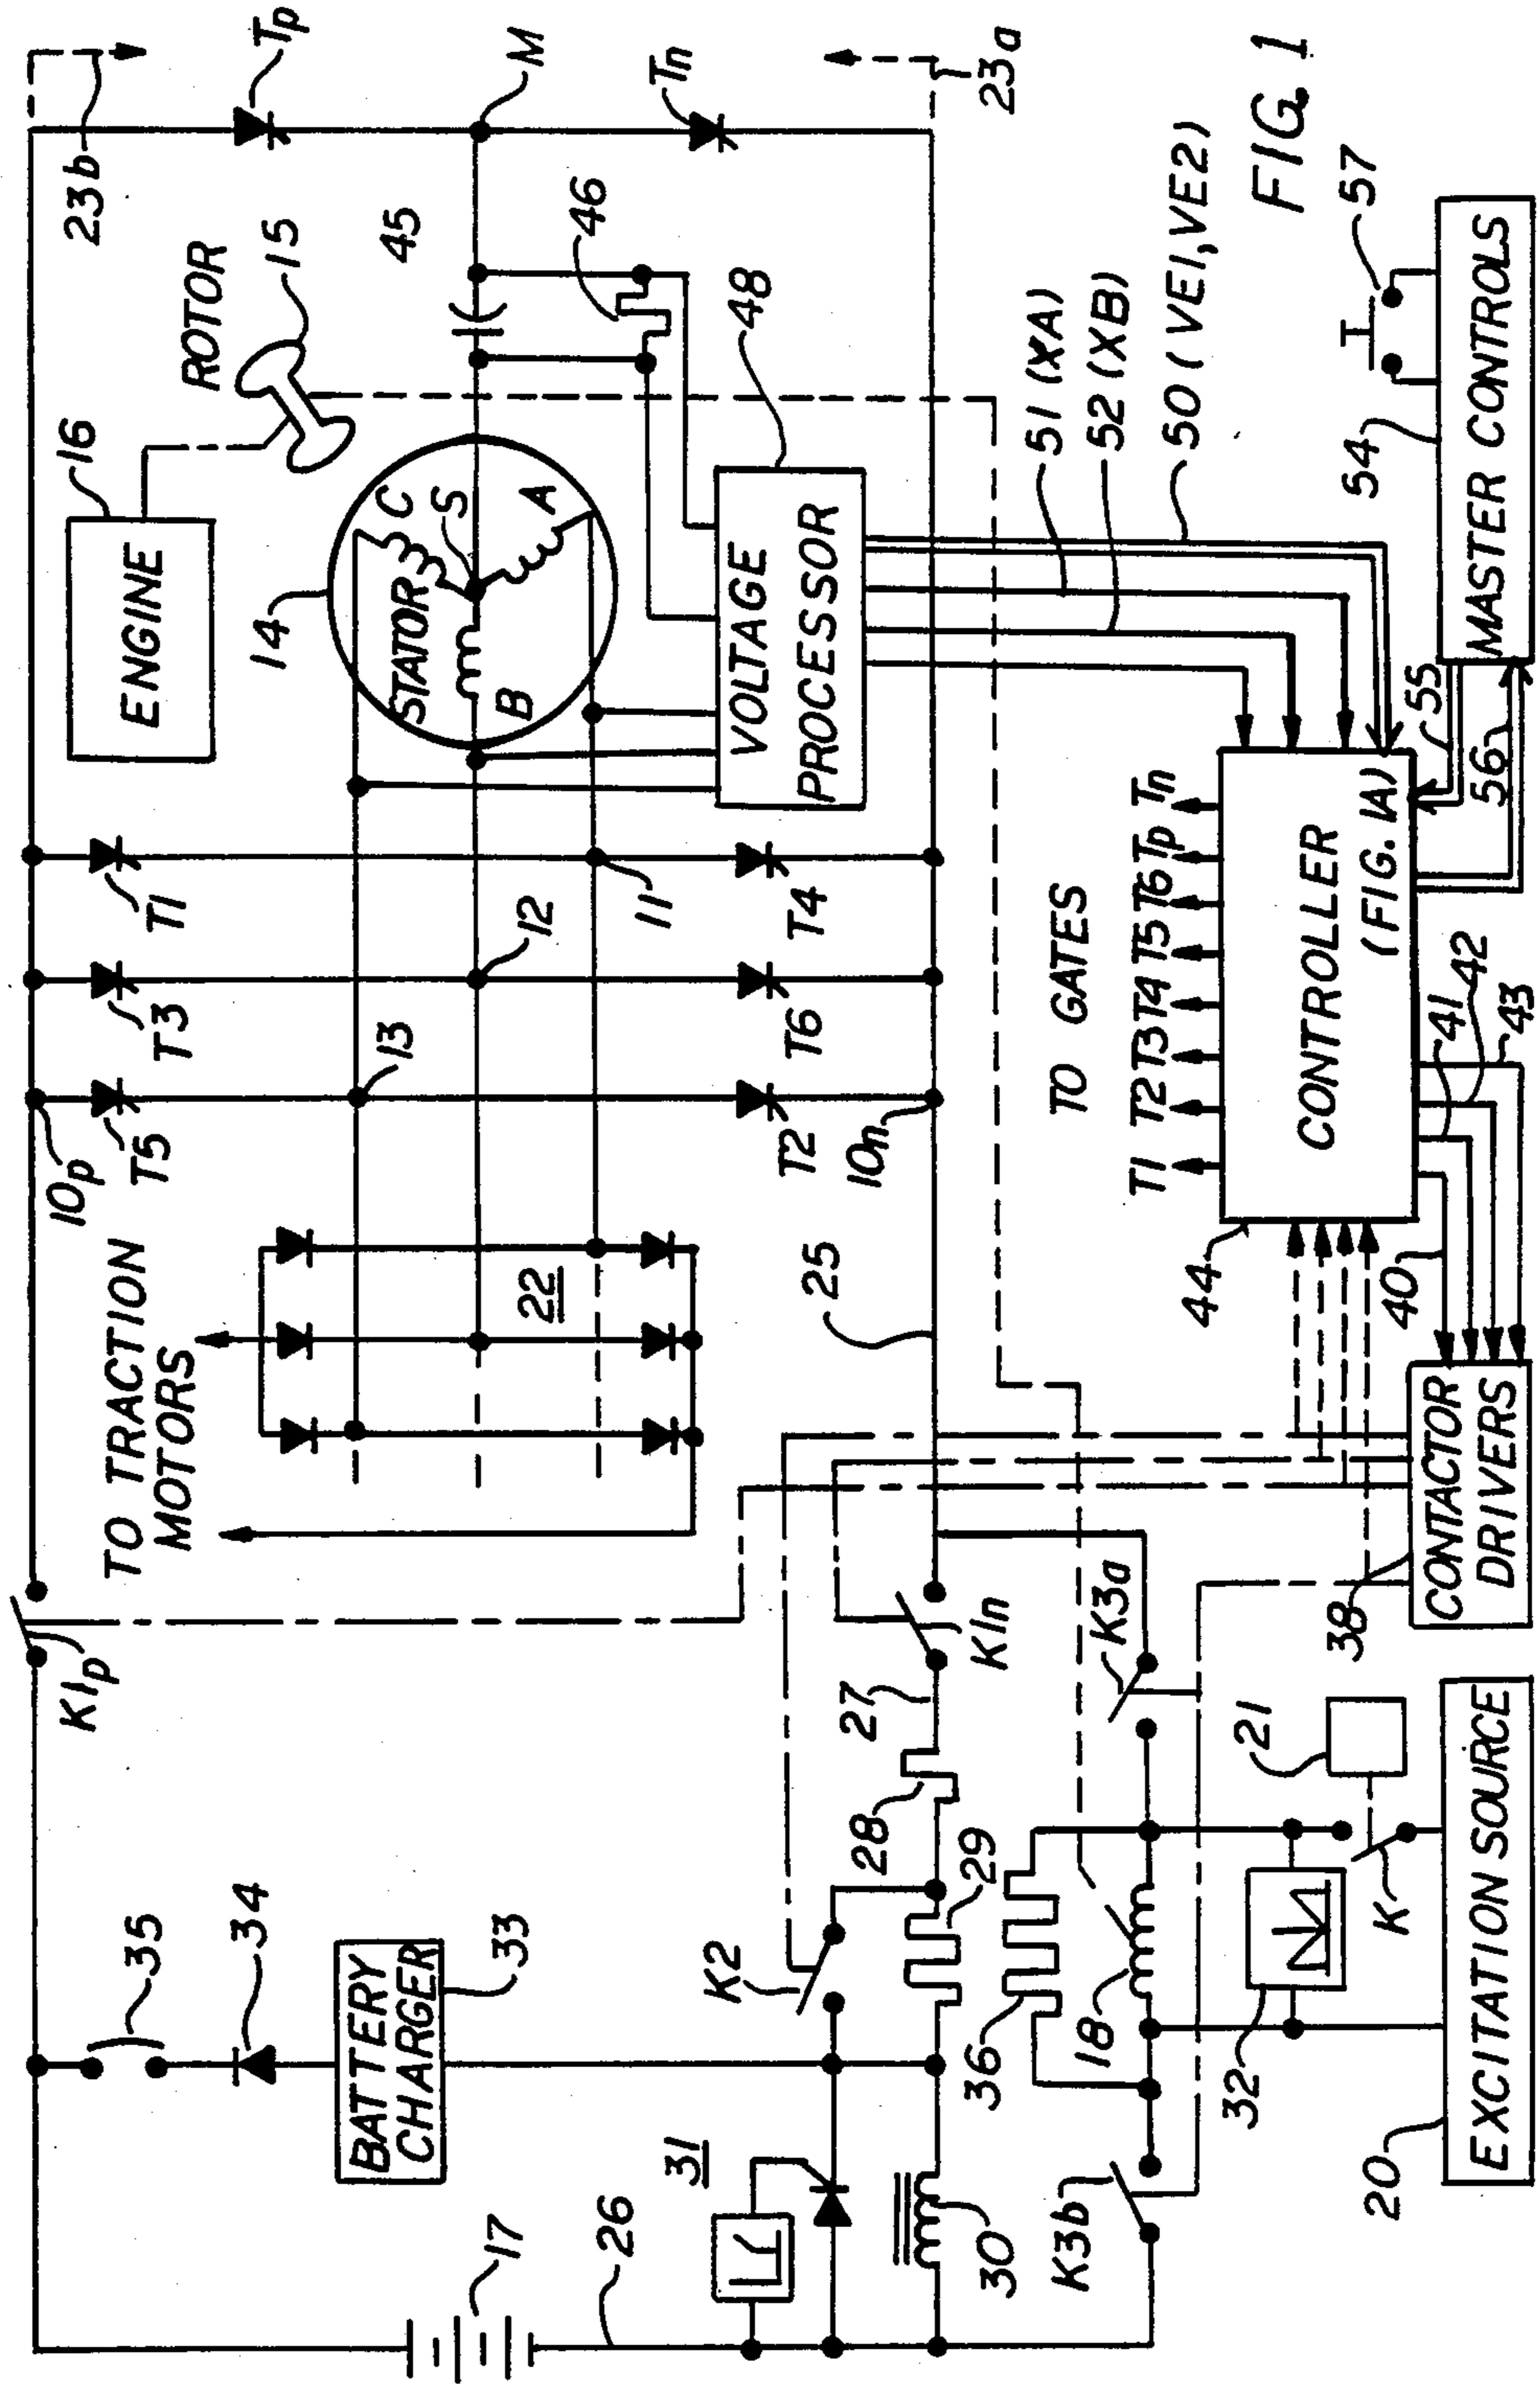 K1p
10p
T5
T3
T1
23b
Tp
TO TRACTION
MOTORS
ENGINE
16
ROTOR
15
35
34
BATTERY
CHARGER
33
17
26
31
30
K2
28
29
27
K1n
25
22
13
12
11
T2
T6
T4
10n
14
STATOR
C
S
B
A
45
46
M
Tn
23a
VOLTAGE
PROCESSOR
48
51 (XA)
52 (XB)
50 (VE1, VE2)
FIG. 1
K3b
K3a
36
18
32
21
K
20
EXCITATION SOURCE
38
CONTACTOR
DRIVERS
40
41
42
43
44
TO GATES
T1 T2 T3 T4 T5 T6 Tp Tn
CONTROLLER
(FIG. 1A)
55
56
54
57
MASTER CONTROLS